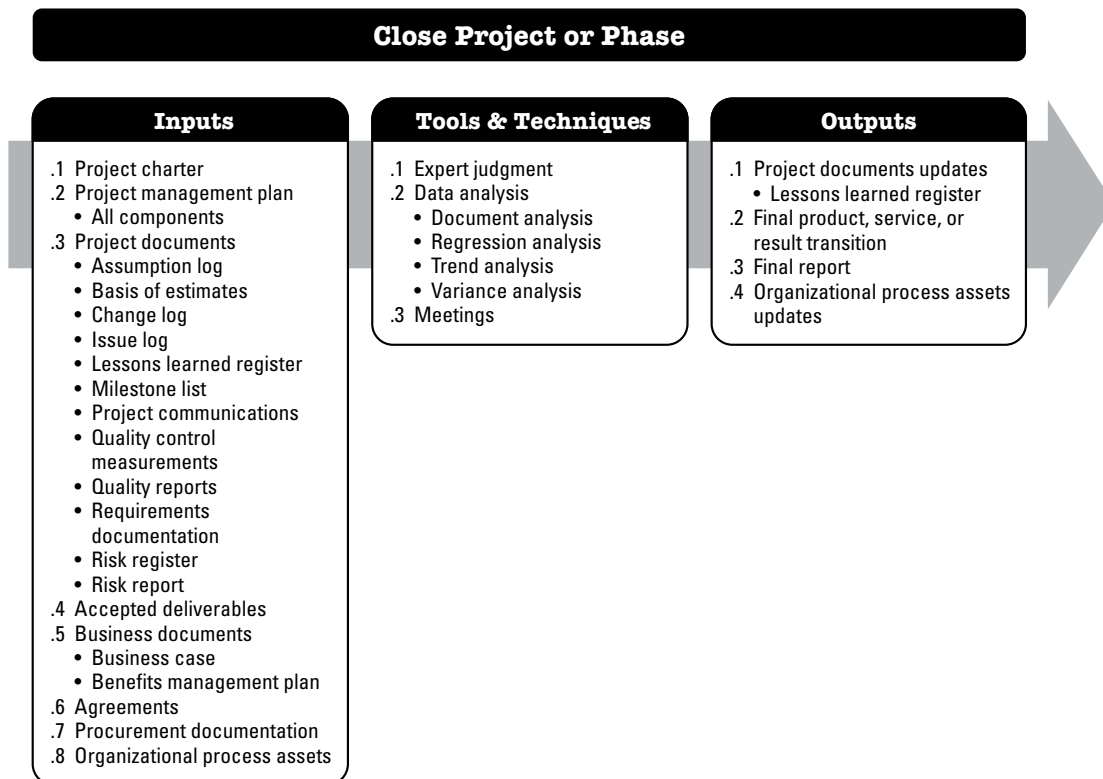 Close Project or Phase
Inputs
.1 Project charter
.2 Project management plan
• All components
.3 Project documents
• Assumption log
• Basis of estimates
• Change log
• Issue log
• Lessons learned register
• Milestone list
• Project communications
• Quality control
measurements
• Quality reports
• Requirements
documentation
• Risk register
• Risk report
.4 Accepted deliverables
.5 Business documents
• Business case
• Benefits management plan
.6 Agreements
.7 Procurement documentation
.8 Organizational process assets
Tools & Techniques
.1 Expert judgment
.2 Data analysis
• Document analysis
• Regression analysis
• Trend analysis
• Variance analysis
.3 Meetings
Outputs
.1 Project documents updates
• Lessons learned register
.2 Final product, service, or
result transition
.3 Final report
.4 Organizational process assets
updates